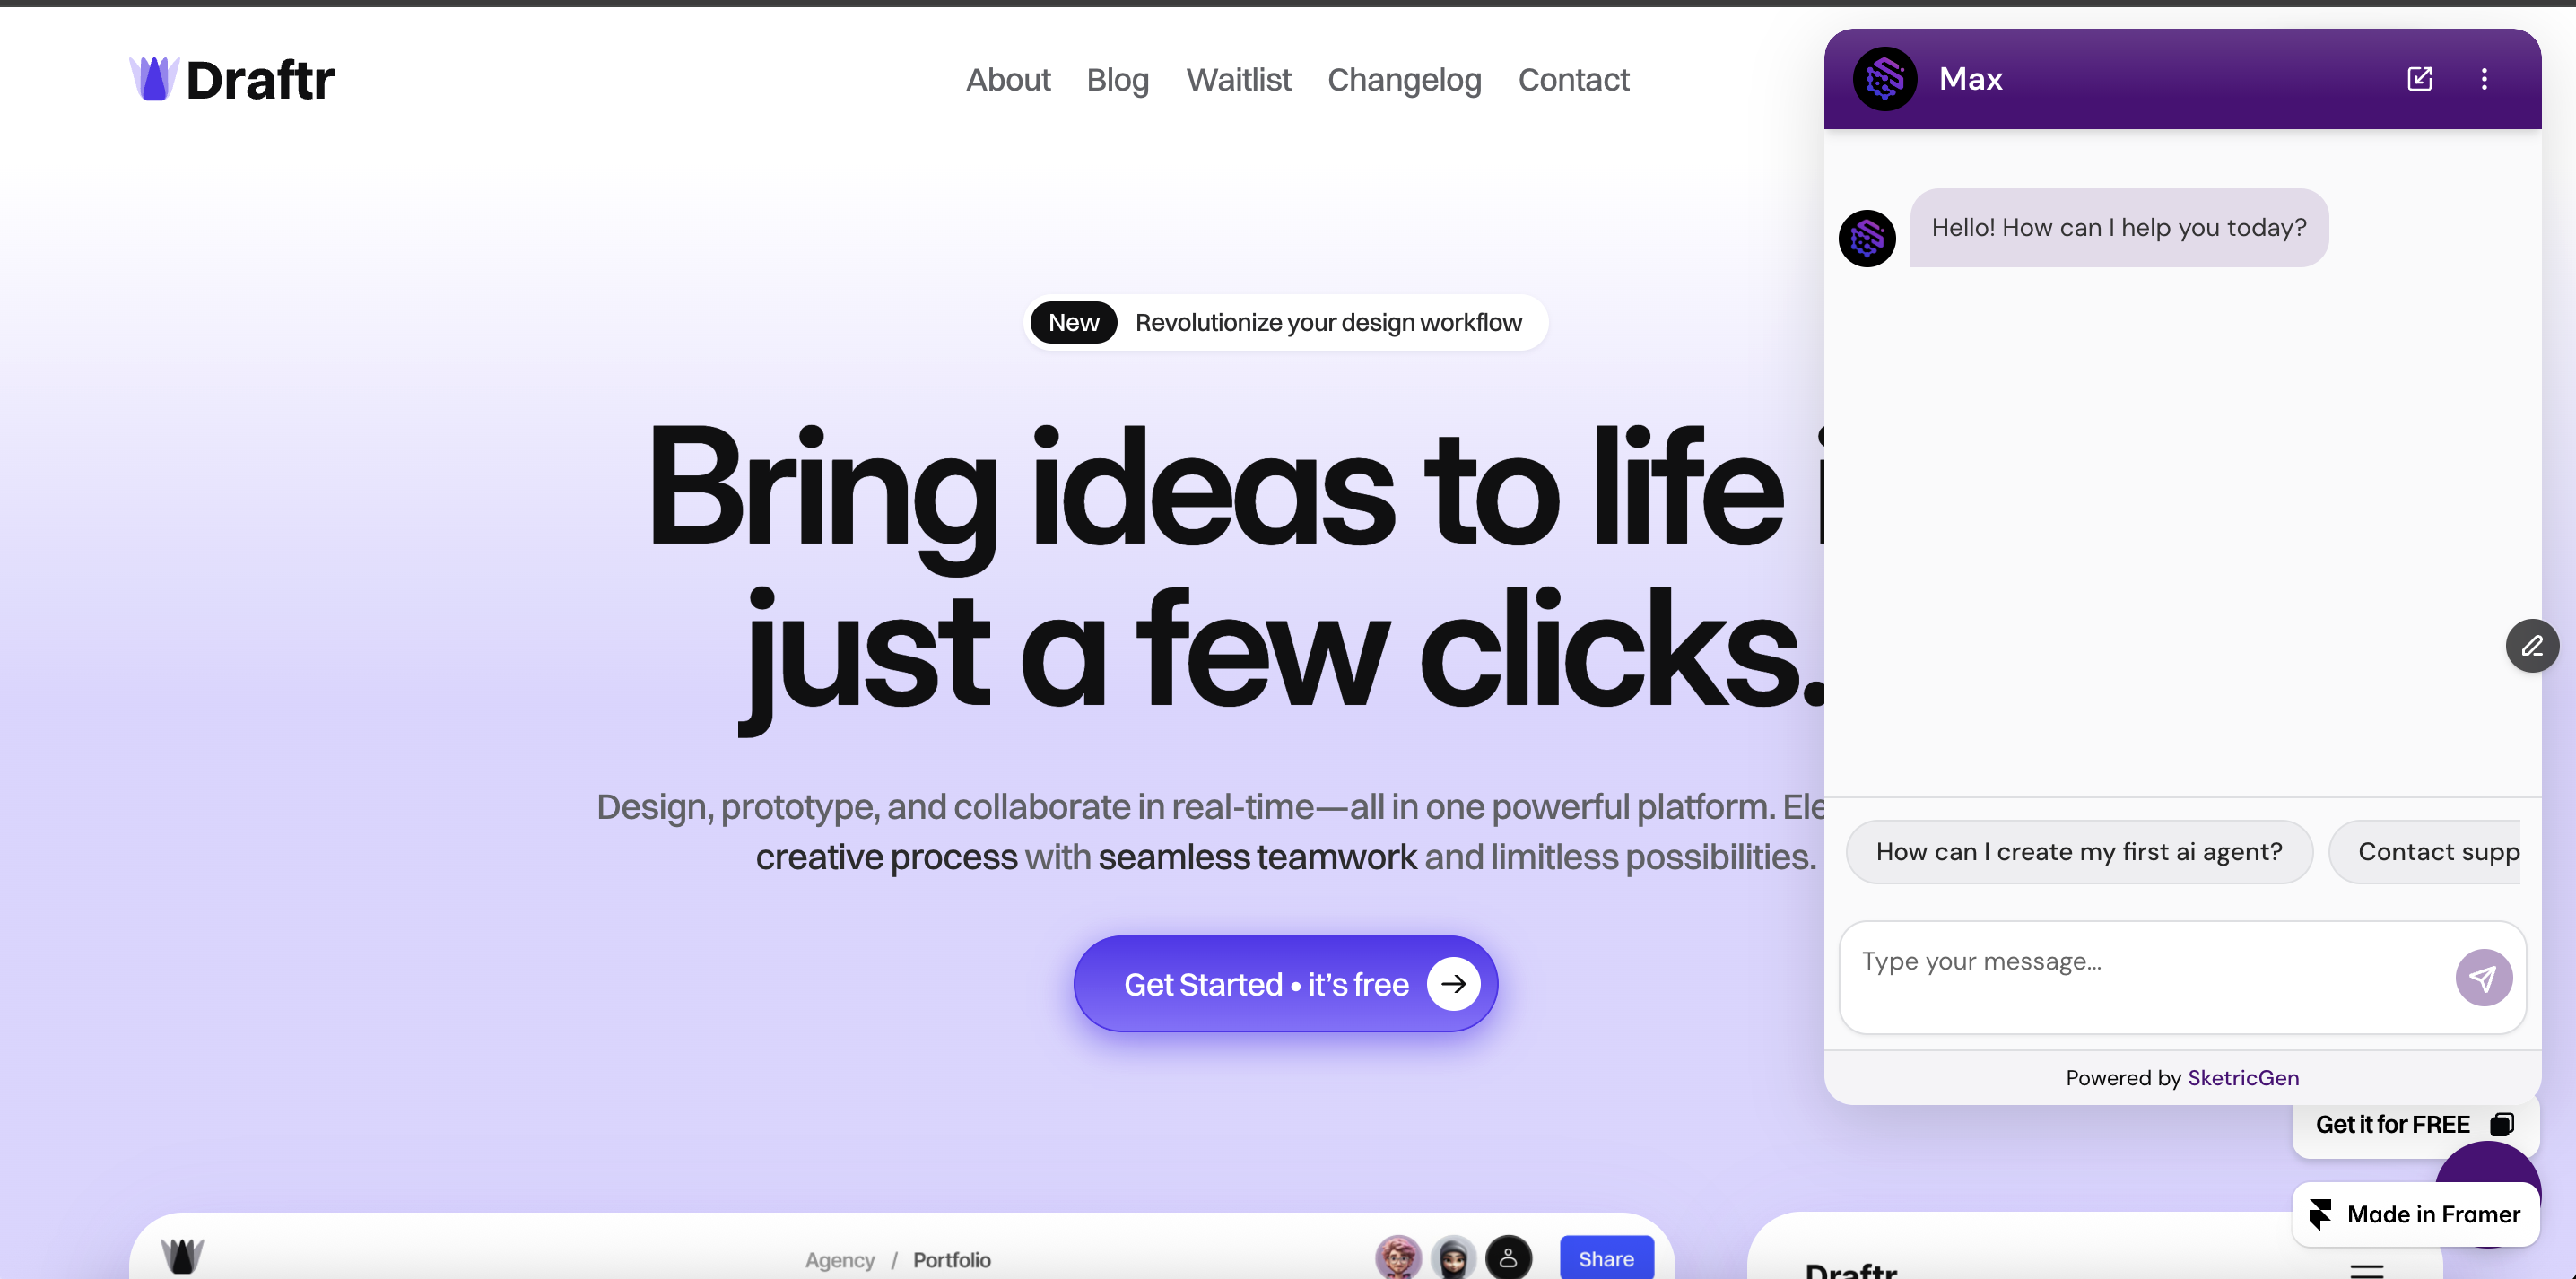 Draftr
About
Blog
Waitlist
Changelog
Contact
New
Revolutionize your design workflow
Bring ideas to life
just a few clicks.
Design, prototype, and collaborate in real-time—all in one powerful platform.
creative process with seamless teamwork and limitless possibilities.
Get Started • it's free
Agency / Portfolio
Share
Draftr
Max
Hello! How can I help you today?
How can I create my first ai agent?
Contact supp
Type your message...
Powered by SketricGen
Get it for FREE
Made in Framer